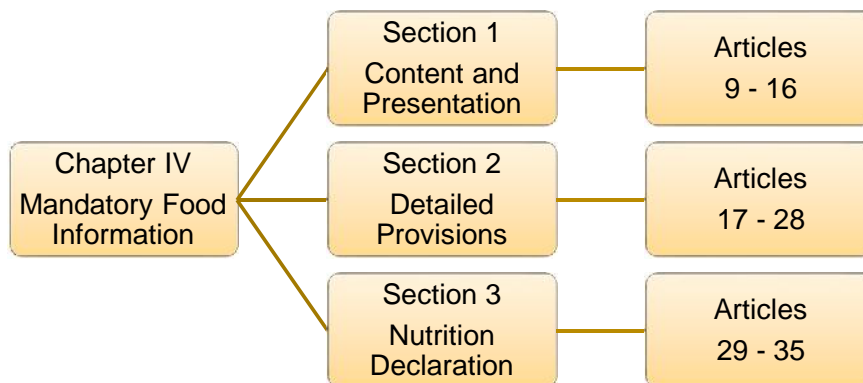 Chapter IV
Mandatory Food
Information
Section 1
Content and
Presentation
Articles
9 - 16
Section 2
Detailed
Provisions
Articles
17 - 28
Section 3
Nutrition
Declaration
Articles
29 - 35